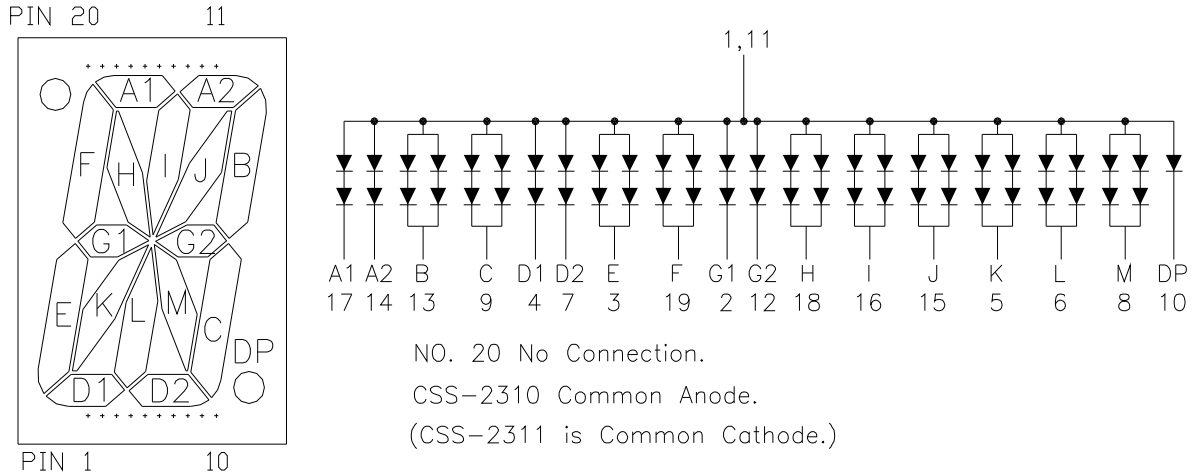 PIN 20 11
A1 A2
F H I J B
G1 G2
E K L M C
DP
D1 D2
PIN 1 10
1,11
A1 A2 B C D1 D2 E F G1 G2 H I J K L M DP
17 14 13 9 4 7 3 19 2 12 18 16 15 5 6 8 10
NO. 20 No Connection.
CSS-2310 Common Anode.
(CSS-2311 is Common Cathode.)